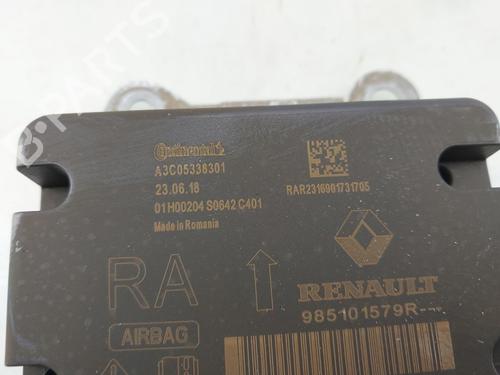 B-PARTS
Continental
A3C05338301
23.06.18
01H00204 S0642 C401
Made in Romania
RAR2316901731705
RA
AIRBAG
RENAULT
985101579R